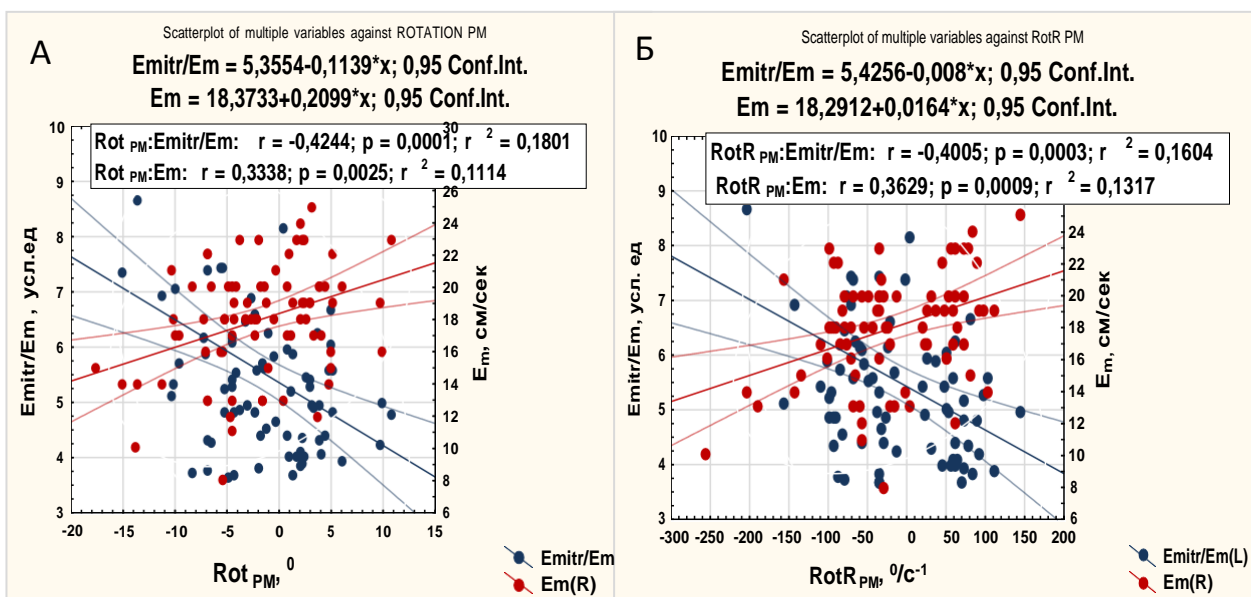 А
Scatterplot of multiple variables against ROTATION PM
Emitr/Em = 5,3554-0,1139*x; 0,95 Conf.Int.
Em = 18,3733+0,2099*x; 0,95 Conf.Int.
Rot PM:Emitr/Em: r = -0,4244; p = 0,0001; r 2 = 0,1801
Rot PM:Em: r = 0,3338; p = 0,0025; r 2 = 0,1114
10
9
8
7
6
5
4
3
Emitr/Em , усл.ед
30
26
24
22
20
18
16
14
12
10
8
6
Em, см/сек
-20 -15 -10 -5 0 5 10 15
Rot PM, 0
Emitr/Em
Em(R)
Б
Scatterplot of multiple variables against RotR PM
Emitr/Em = 5,4256-0,008*x; 0,95 Conf.Int.
Em = 18,2912+0,0164*x; 0,95 Conf.Int.
RotR PM:Emitr/Em: r = -0,4005; p = 0,0003; r 2 = 0,1604
RotR PM:Em: r = 0,3629; p = 0,0009; r 2 = 0,1317
10
9
8
7
6
5
4
3
Emitr/Em, усл. ед
24
22
20
18
16
14
12
10
8
6
Em, см/сек
-300 -250 -200 -150 -100 -50 0 50 100 150 200
RotR PM, 0/c-1
Emitr/Em(L)
Em(R)